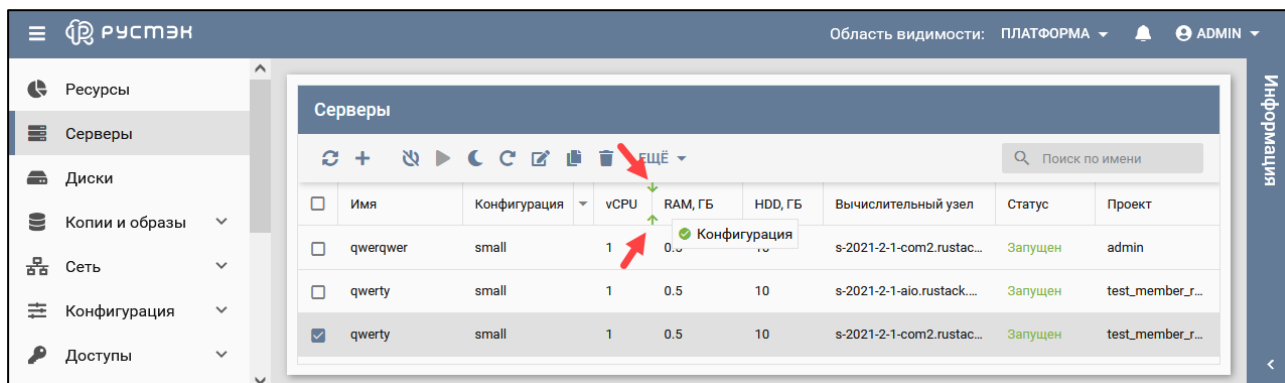 РУСТЭК
Область видимости: ПЛАТФОРМА ADMIN
Ресурсы
Серверы
Диски
Копии и образы
Сеть
Конфигурация
Доступы
Серверы
ЕЩЁ Поиск по имени
Имя Конфигурация vCPU RAM, ГБ HDD, ГБ Вычислительный узел Статус Проект
Конфигурация
qwerqwer small 1 0.5 10 s-2021-2-1-com2.rustac... Запущен admin
qwerty small 1 0.5 10 s-2021-2-1-aio.rustack.... Запущен test_member_r...
qwerty small 1 0.5 10 s-2021-2-1-com2.rustac... Запущен test_member_r...
Информация